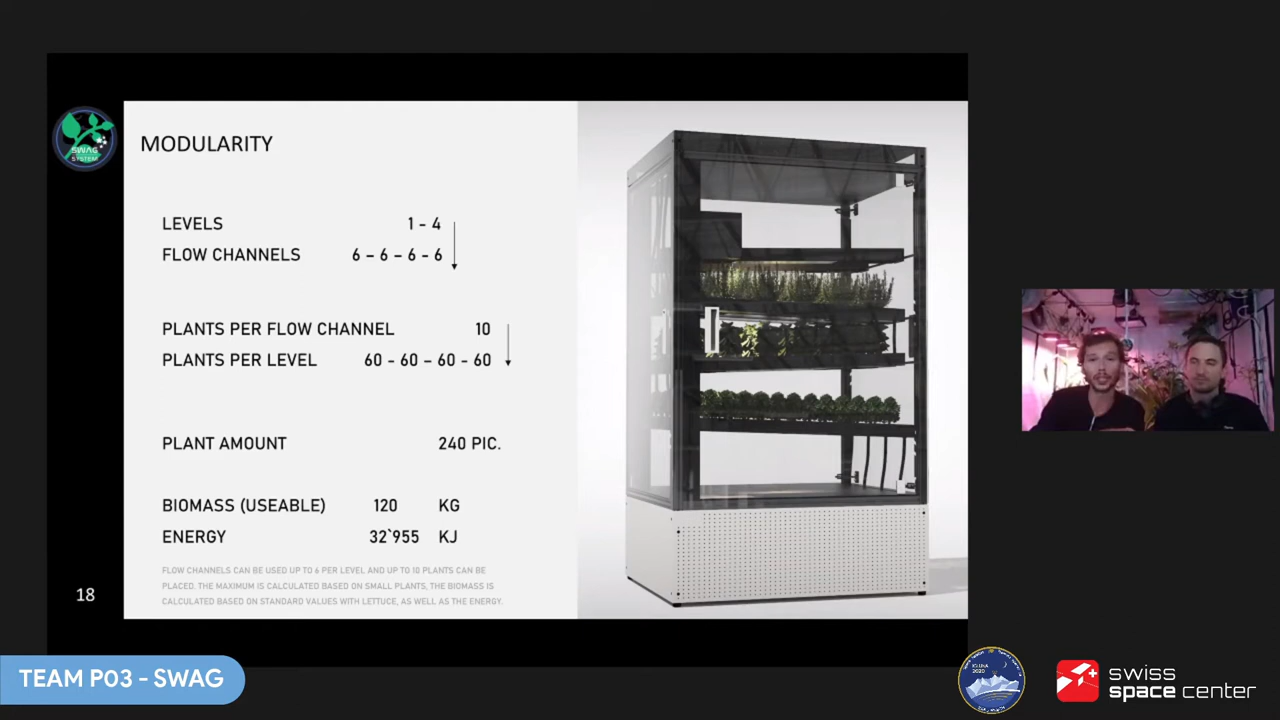 SWAG
SYSTEM
MODULARITY
LEVELS 1 - 4
FLOW CHANNELS 6 – 6 – 6 - 6
PLANTS PER FLOW CHANNEL 10
PLANTS PER LEVEL 60 - 60 – 60 - 60
PLANT AMOUNT 240 PIC.
BIOMASS (USEABLE) 120 KG
ENERGY 32`955 KJ
FLOW CHANNELS CAN BE USED UP TO 6 PER LEVEL AND UP TO 10 PLANTS CAN BE
PLACED. THE MAXIMUM IS CALCULATED BASED ON SMALL PLANTS, THE BIOMASS IS
CALCULATED BASED ON STANDARD VALUES WITH LETTUCE, AS WELL AS THE ENERGY.
18
TEAM P03 - SWAG
IGLUNA
2020
swiss
space center